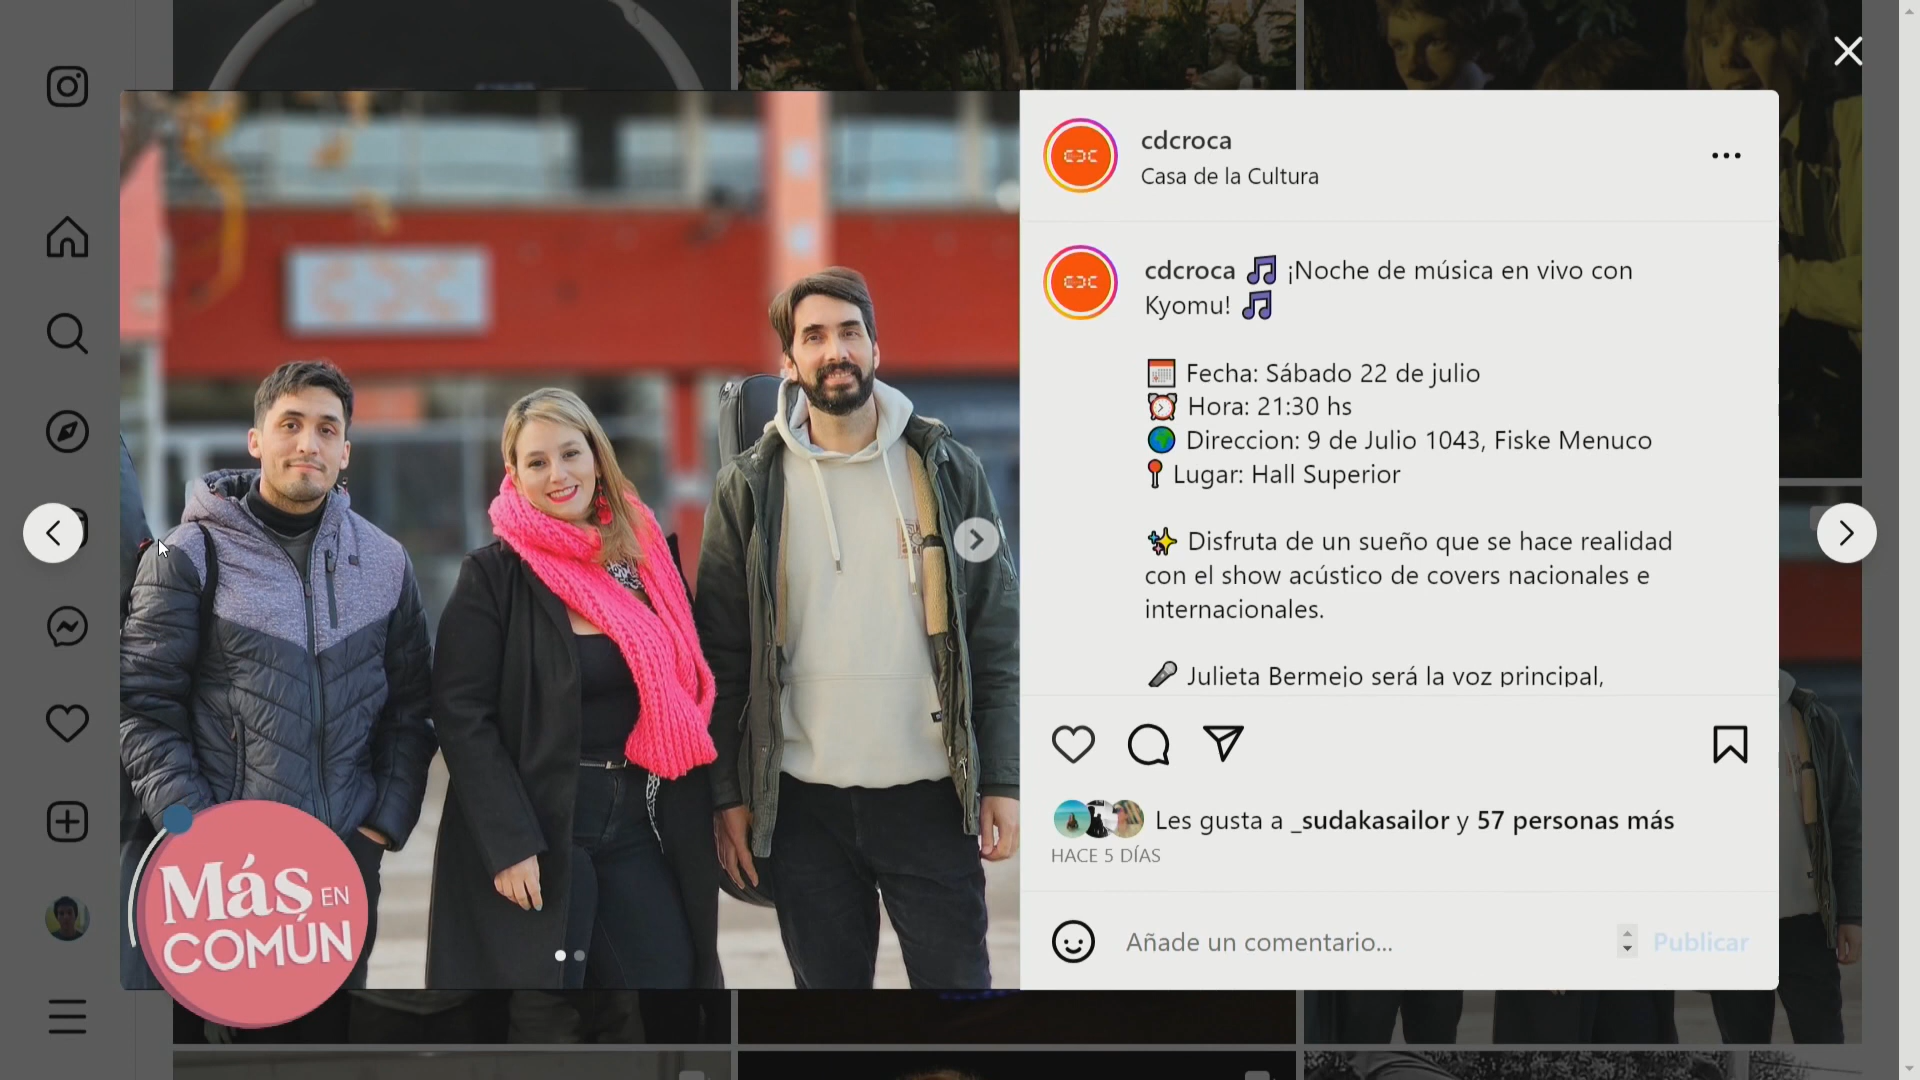 cdcroca
Casa de la Cultura
cdcroca 🎵 ¡Noche de música en vivo con
Kyomu! 🎵
📅 Fecha: Sábado 22 de julio
⏰ Hora: 21:30 hs
🌎 Direccion: 9 de Julio 1043, Fiske Menuco
📍 Lugar: Hall Superior
✨ Disfruta de un sueño que se hace realidad
con el show acústico de covers nacionales e
internacionales.
🎤 Julieta Bermejo será la voz principal,
Les gusta a _sudakasailor y 57 personas más
HACE 5 DÍAS
Añade un comentario...
Publicar
Más EN
COMÚN